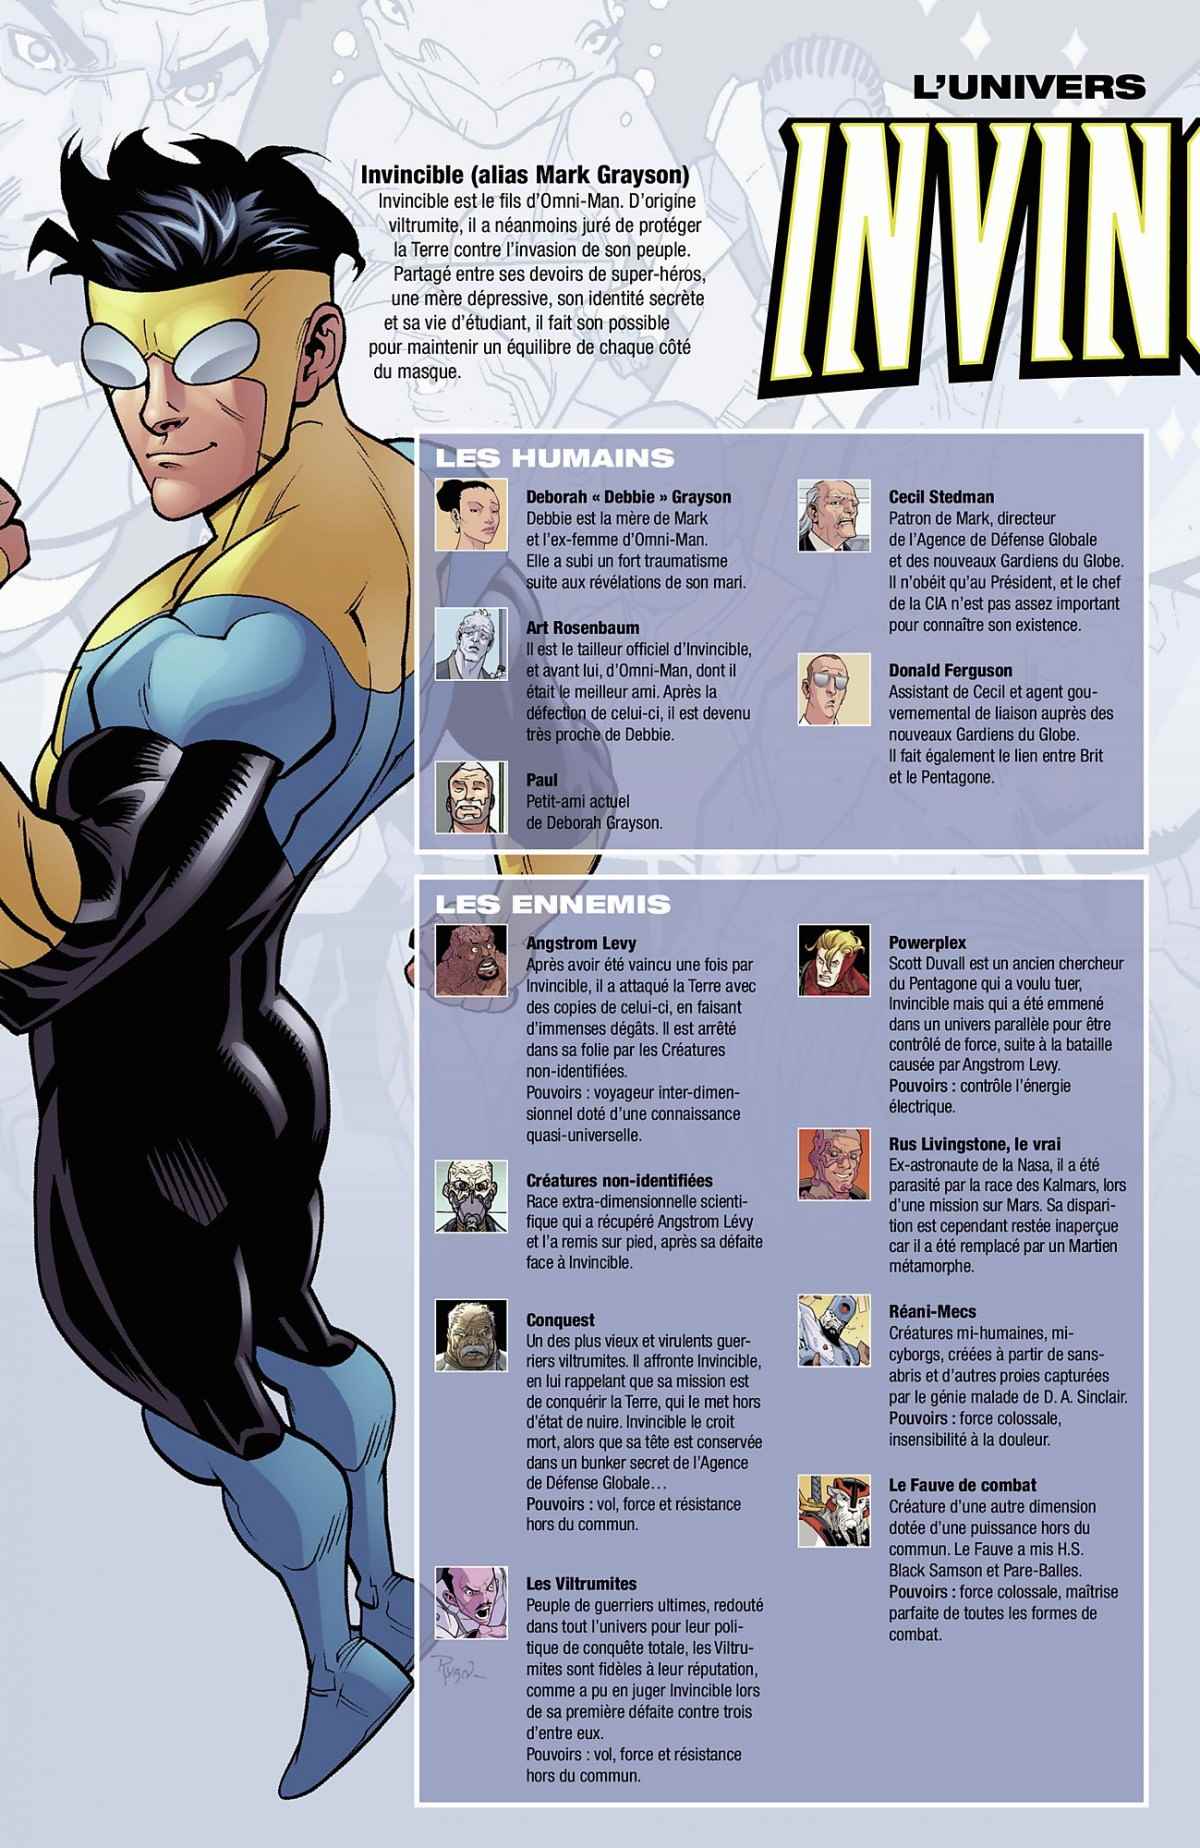 L'UNIVERS
INVINC
Invincible (alias Mark Grayson)
Invincible est le fils d'Omni-Man. D'origine
viltrumite, il a néanmoins juré de protéger
la Terre contre l'invasion de son peuple.
Partagé entre ses devoirs de super-héros,
une mère dépressive, son identité secrète
et sa vie d'étudiant, il fait son possible
pour maintenir un équilibre de chaque côté
du masque.
LES HUMAINS
Deborah « Debbie » Grayson
Debbie est la mère de Mark
et l'ex-femme d'Omni-Man.
Elle a subi un fort traumatisme
suite aux révélations de son mari.
Art Rosenbaum
Il est le tailleur officiel d'Invincible,
et avant lui, d'Omni-Man, dont il
était le meilleur ami. Après la
défection de celui-ci, il est devenu
très proche de Debbie.
Paul
Petit-ami actuel
de Deborah Grayson.
Cecil Stedman
Patron de Mark, directeur
de l'Agence de Défense Globale
et des nouveaux Gardiens du Globe.
Il n'obéit qu'au Président, et le chef
de la CIA n'est pas assez important
pour connaître son existence.
Donald Ferguson
Assistant de Cecil et agent gou-
vernemental de liaison auprès des
nouveaux Gardiens du Globe.
Il fait également le lien entre Brit
et le Pentagone.
LES ENNEMIS
Angstrom Levy
Après avoir été vaincu une fois par
Invincible, il a attaqué la Terre avec
des copies de celui-ci, en faisant
d'immenses dégâts. Il est arrêté
dans sa folie par les Créatures
non-identifiées.
Pouvoirs : voyageur inter-dimen-
sionnel doté d'une connaissance
quasi-universelle.
Créatures non-identifiées
Race extra-dimensionnelle scienti-
fique qui a récupéré Angstrom Lévy
et l'a remis sur pied, après sa défaite
face à Invincible.
Conquest
Un des plus vieux et virulents guer-
riers viltrumites. Il affronte Invincible,
en lui rappelant que sa mission est
de conquérir la Terre, qui le met hors
d'état de nuire. Invincible le croit
mort, alors que sa tête est conservée
dans un bunker secret de l'Agence
de Défense Globale…
Pouvoirs : vol, force et résistance
hors du commun.
Les Viltrumites
Peuple de guerriers ultimes, redouté
dans tout l'univers pour leur poli-
tique de conquête totale, les Viltru-
mites sont fidèles à leur réputation,
comme a pu en juger Invincible lors
de sa première défaite contre trois
d'entre eux.
Pouvoirs : vol, force et résistance
hors du commun.
Powerplex
Scott Duvall est un ancien chercheur
du Pentagone qui a voulu tuer,
Invincible mais qui a été emmené
dans un univers parallèle pour être
contrôlé de force, suite à la bataille
causée par Angstrom Levy.
Pouvoirs : contrôle l'énergie
électrique.
Rus Livingstone, le vrai
Ex-astronaute de la Nasa, il a été
parasité par la race des Kalmars, lors
d'une mission sur Mars. Sa dispari-
tion est cependant restée inaperçue
car il a été remplacé par un Martien
métamorphe.
Réani-Mecs
Créatures mi-humaines, mi-
cyborgs, créées à partir de sans-
abris et d'autres proies capturées
par le génie malade de D. A. Sinclair.
Pouvoirs : force colossale,
insensibilité à la douleur.
Le Fauve de combat
Créature d'une autre dimension
dotée d'une puissance hors du
commun. Le Fauve a mis H.S.
Black Samson et Pare-Balles.
Pouvoirs : force colossale, maîtrise
parfaite de toutes les formes de
combat.